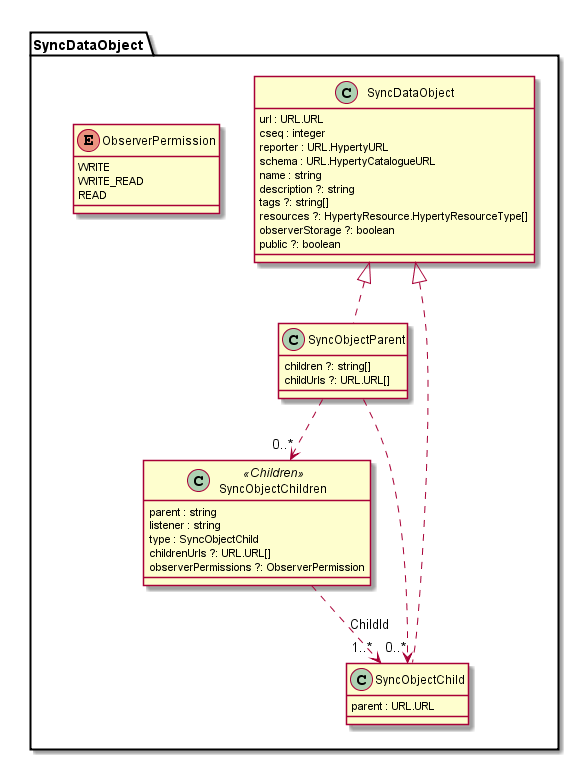 SyncDataObject
C SyncDataObject
url : URL.URL
cseq : integer
reporter : URL.HypertyURL
schema : URL.HypertyCatalogueURL
name : string
description ?: string
tags ?: string[]
resources ?: HypertyResource.HypertyResourceType[]
observerStorage ?: boolean
public ?: boolean
E ObserverPermission
WRITE
WRITE_READ
READ
C SyncObjectParent
children ?: string[]
childUrls ?: URL.URL[]
0..*
C «Children»
SyncObjectChildren
parent : string
listener : string
type : SyncObjectChild
childrenUrls ?: URL.URL[]
observerPermissions ?: ObserverPermission
ChildId
1..* 0..*
C SyncObjectChild
parent : URL.URL